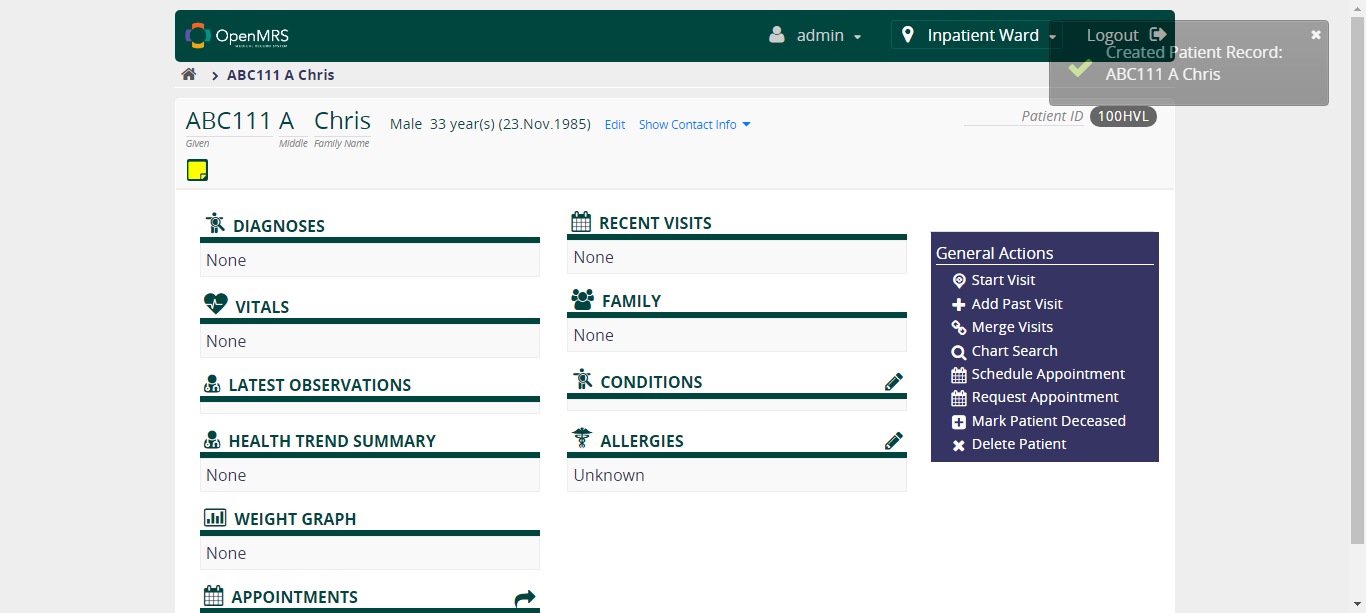 OpenMRS
MEDICAL RECORD SYSTEM
admin
Inpatient Ward
Logout
Created Patient Record:
ABC111 A Chris
ABC111 A Chris
ABC111 A Chris
Given Middle Family Name
Male 33 year(s) (23.Nov.1985) Edit Show Contact Info
Patient ID 100HVL
DIAGNOSES
None
VITALS
None
LATEST OBSERVATIONS
HEALTH TREND SUMMARY
None
WEIGHT GRAPH
None
APPOINTMENTS
RECENT VISITS
None
FAMILY
None
CONDITIONS
ALLERGIES
Unknown
General Actions
Start Visit
Add Past Visit
Merge Visits
Chart Search
Schedule Appointment
Request Appointment
Mark Patient Deceased
Delete Patient